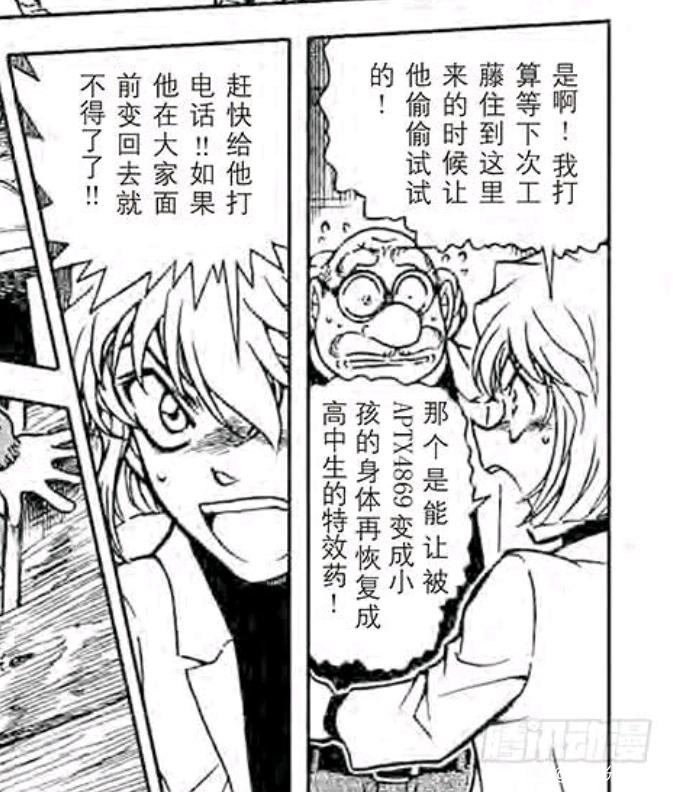 是啊！我打
算等下次工
藤住到这里
来的时候让
他偷偷试试
的！
那个是能让被
APTX4869变成小
孩的身体再恢复成
高中生的特效药！
赶快给他打
电话!!如果
他在大家面
前变回去就
不得了了!!
腾讯动漫